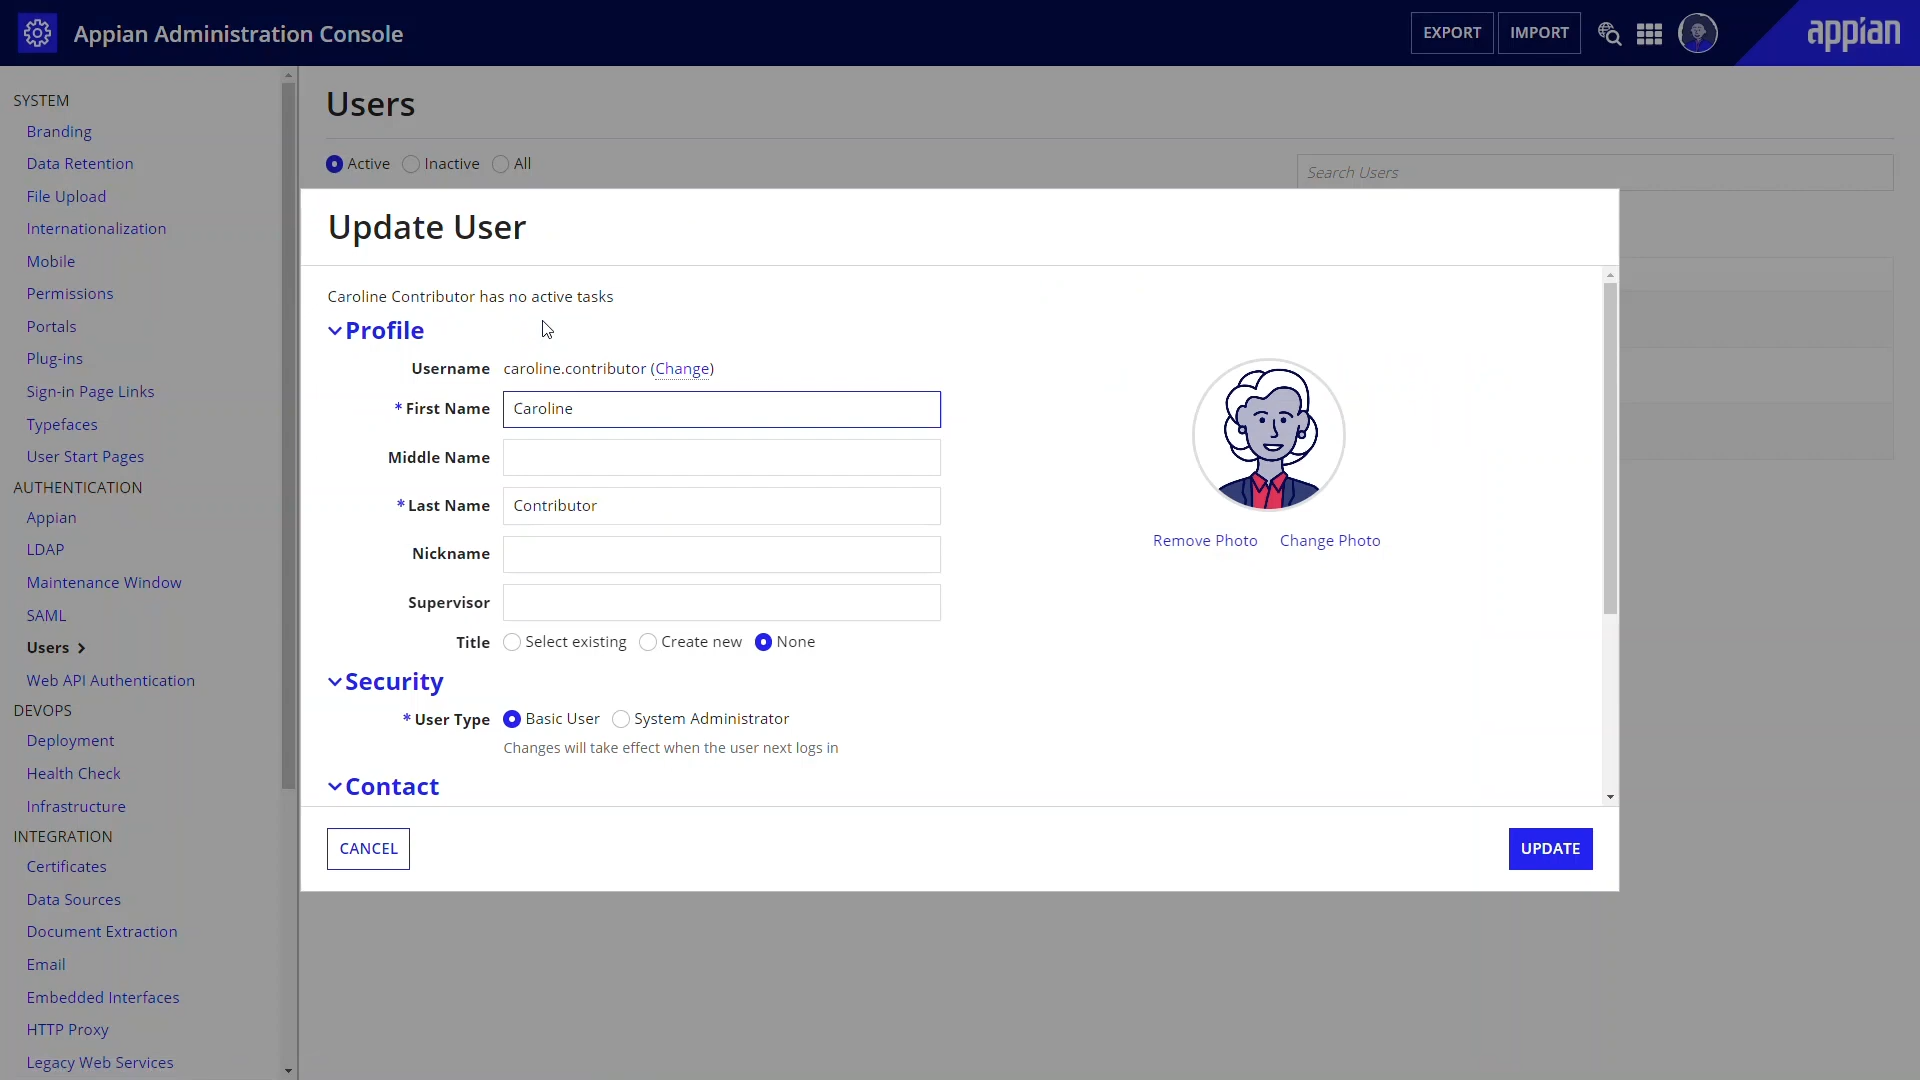 Appian Administration Console
EXPORT
IMPORT
appian
SYSTEM
Branding
Data Retention
File Upload
Internationalization
Mobile
Permissions
Portals
Plug-ins
Sign-in Page Links
Typefaces
User Start Pages
AUTHENTICATION
Appian
LDAP
Maintenance Window
SAML
Users
Web API Authentication
DEVOPS
Deployment
Health Check
Infrastructure
INTEGRATION
Certificates
Data Sources
Document Extraction
Email
Embedded Interfaces
HTTP Proxy
Legacy Web Services
Users
Active Inactive All
Search Users
Update User
Caroline Contributor has no active tasks
Profile
Username caroline.contributor (Change)
* First Name Caroline
Middle Name
* Last Name Contributor
Nickname
Supervisor
Title Select existing Create new None
Remove Photo Change Photo
Security
* User Type Basic User System Administrator
Changes will take effect when the user next logs in
Contact
CANCEL
UPDATE